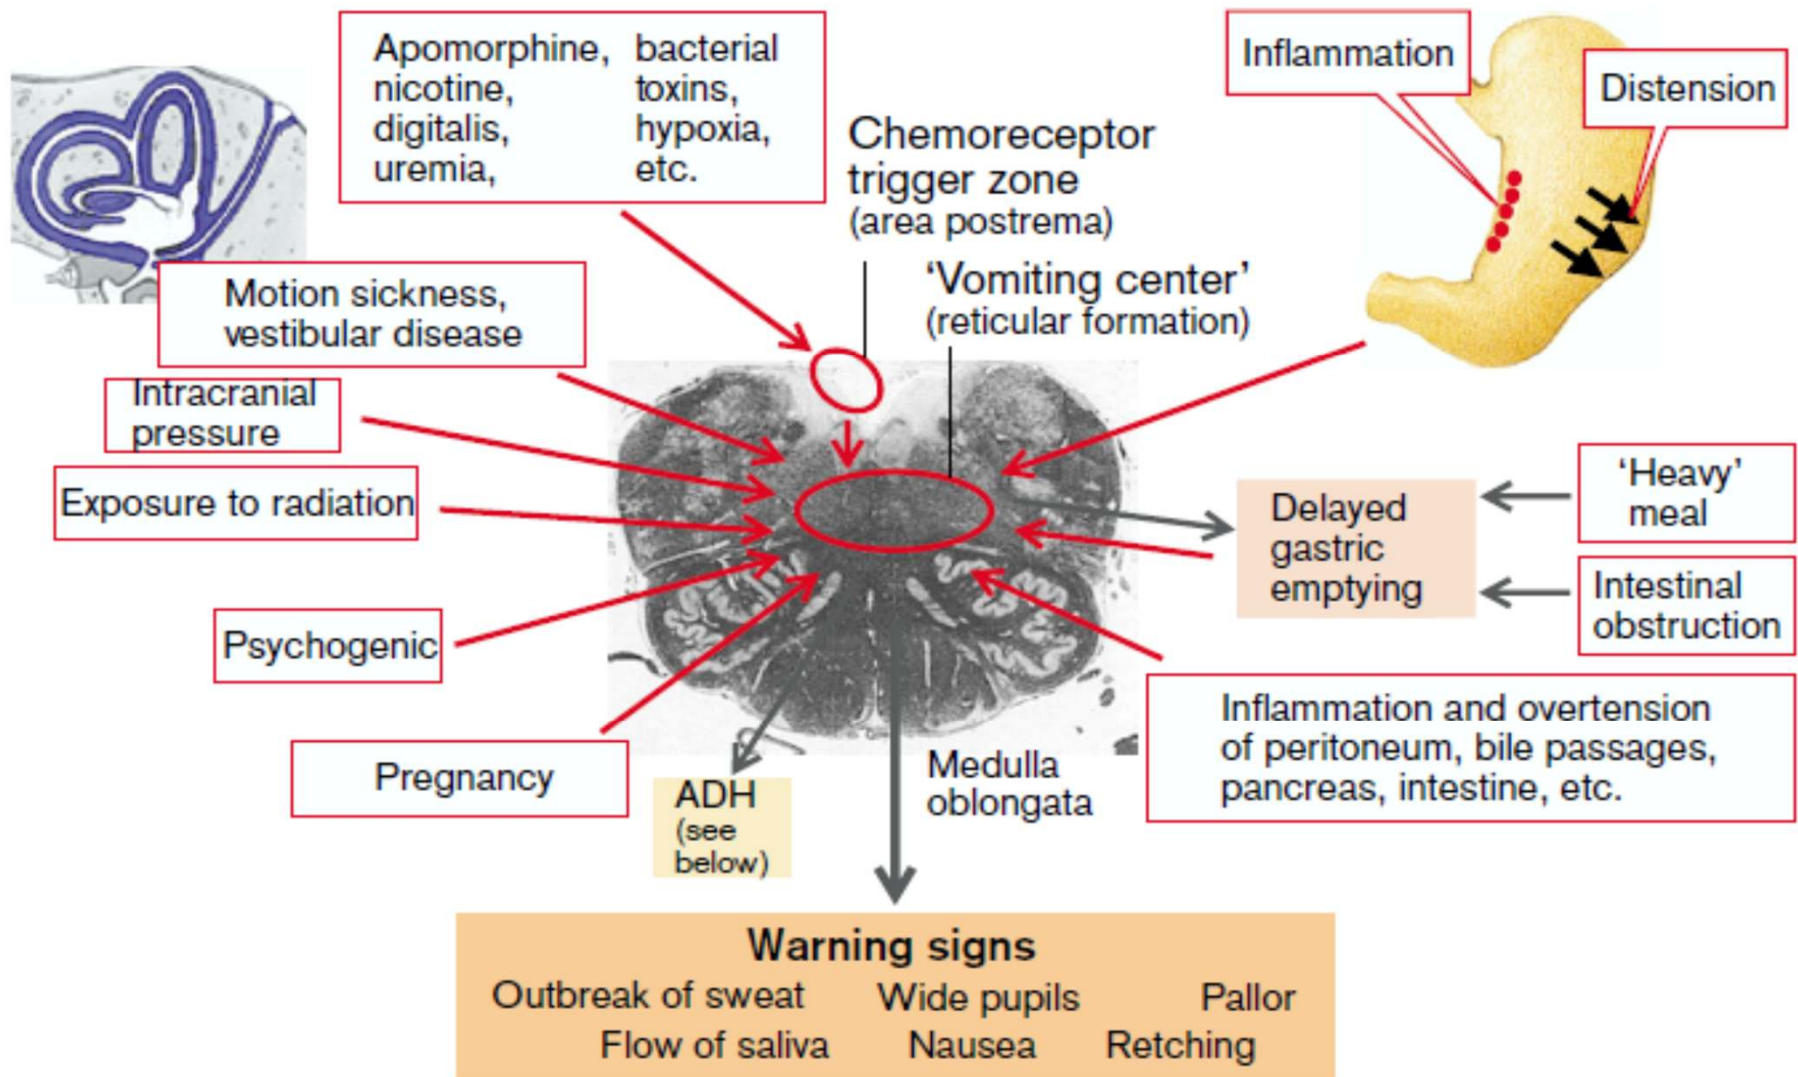 Apomorphine, bacterial
nicotine, toxins,
digitalis, hypoxia,
uremia, etc.
Inflammation
Distension
Chemoreceptor
trigger zone
(area postrema)
‘Vomiting center’
(reticular formation)
Motion sickness,
vestibular disease
Intracranial
pressure
Exposure to radiation
Psychogenic
Pregnancy
‘Heavy’
meal
Delayed
gastric
emptying
Intestinal
obstruction
Inflammation and overtension
of peritoneum, bile passages,
pancreas, intestine, etc.
Medulla
oblongata
ADH
(see
below)
Warning signs
Outbreak of sweat Wide pupils Pallor
Flow of saliva Nausea Retching